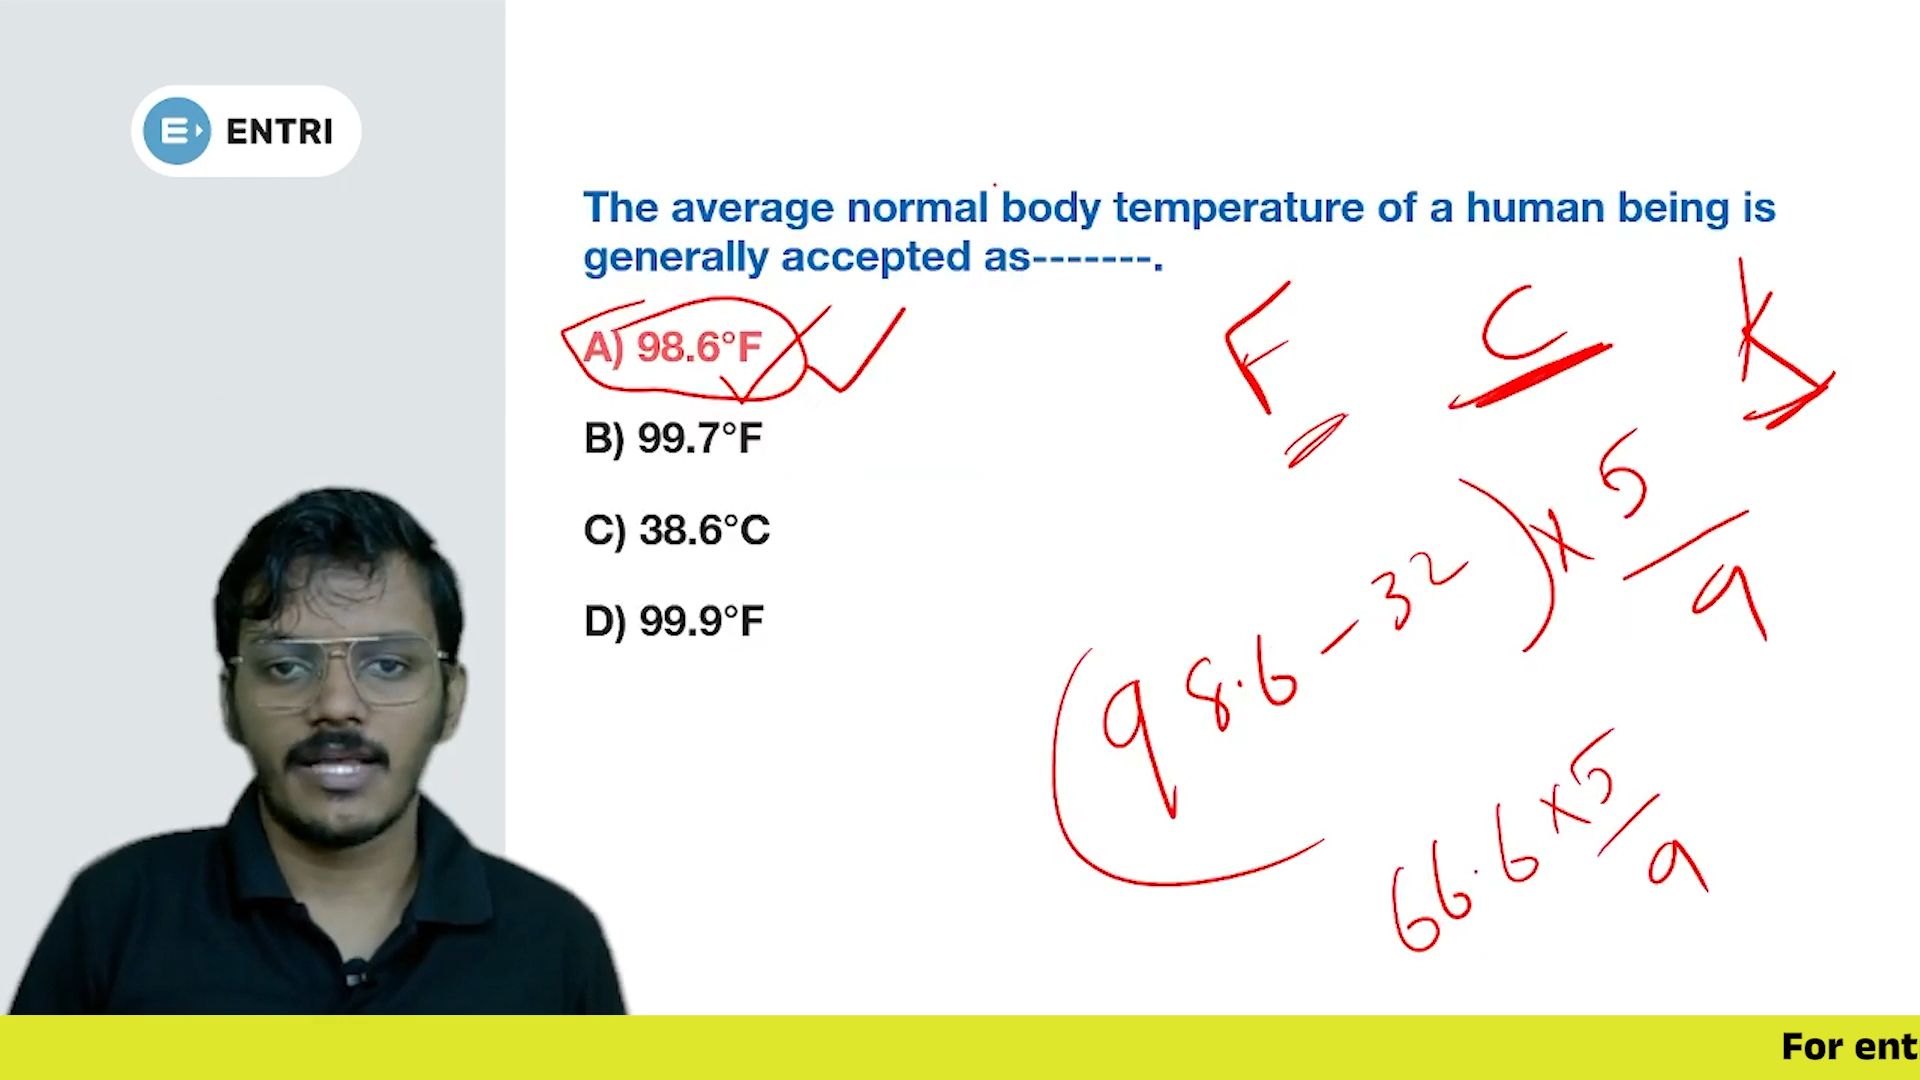 ENTRI
The average normal body temperature of a human being is
generally accepted as-------.
A) 98.6°F
B) 99.7°F
C) 38.6°C
D) 99.9°F
F C K
(98.6-32)×5/9
66.6×5/9
For ent